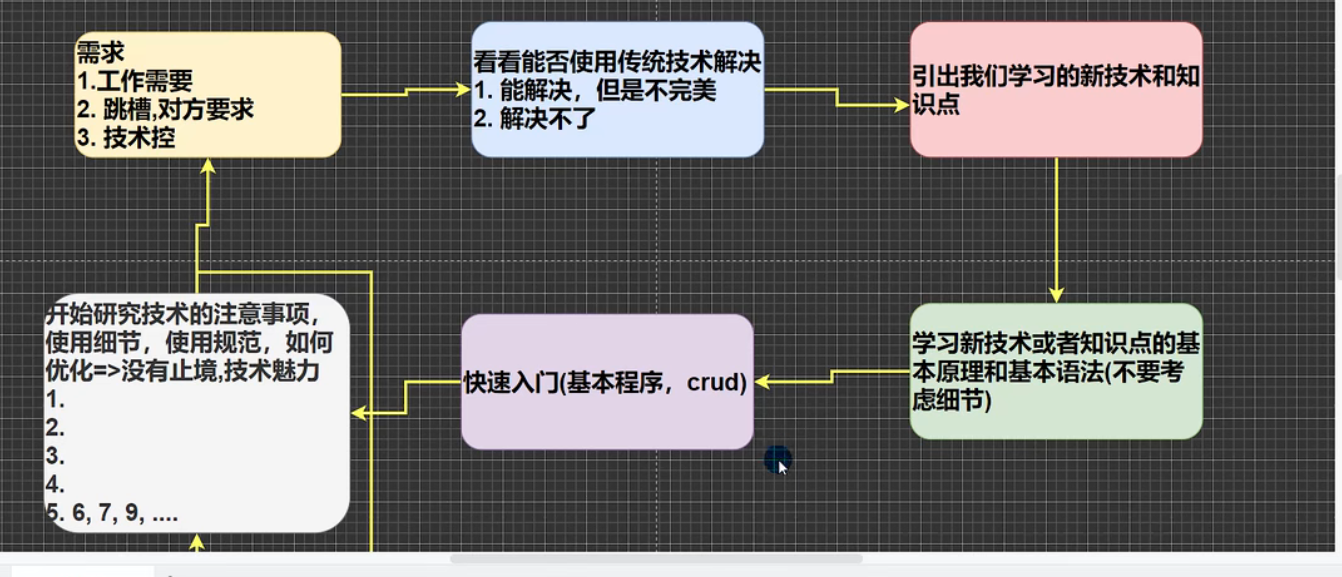 需求
1.工作需要
2. 跳槽,对方要求
3. 技术控
看看能否使用传统技术解决
1. 能解决，但是不完美
2. 解决不了
引出我们学习的新技术和知
识点
开始研究技术的注意事项，
使用细节，使用规范，如何
优化=>没有止境,技术魅力
1.
2.
3.
4.
5. 6, 7, 9, ....
快速入门(基本程序，crud)
学习新技术或者知识点的基
本原理和基本语法(不要考
虑细节)